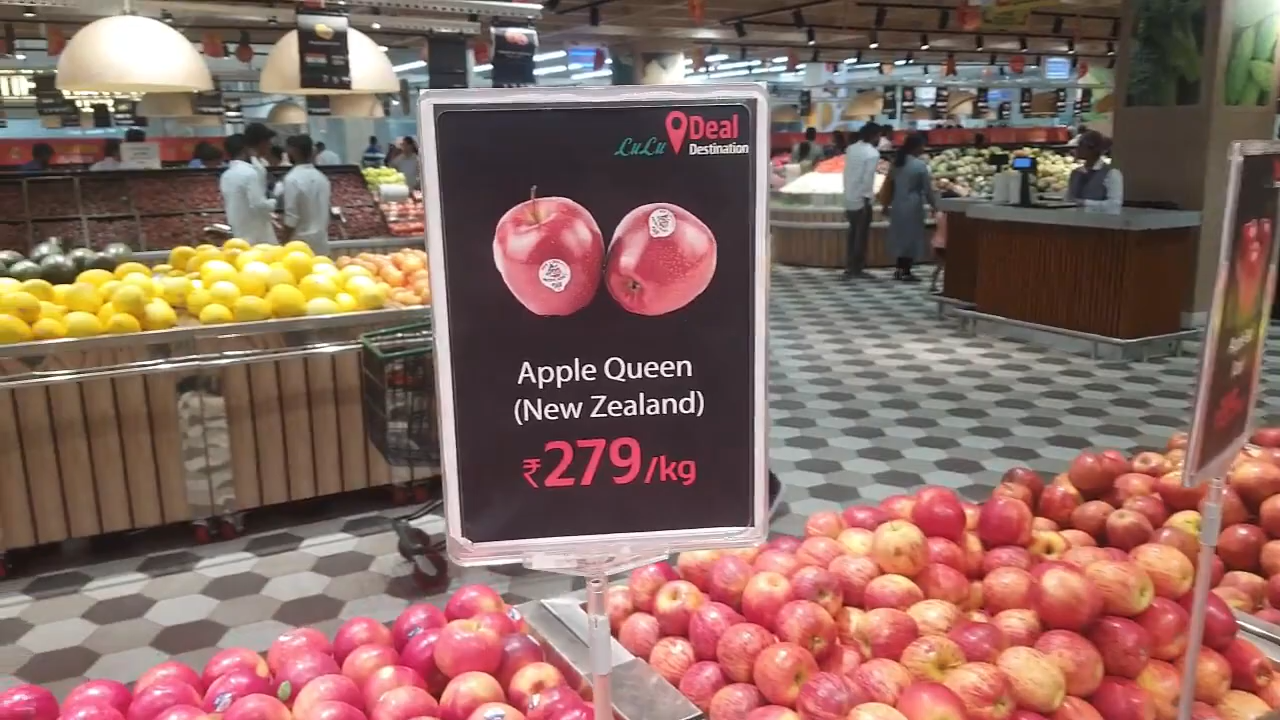 LuLu Deal
Destination
Apple Queen
(New Zealand)
₹279/kg